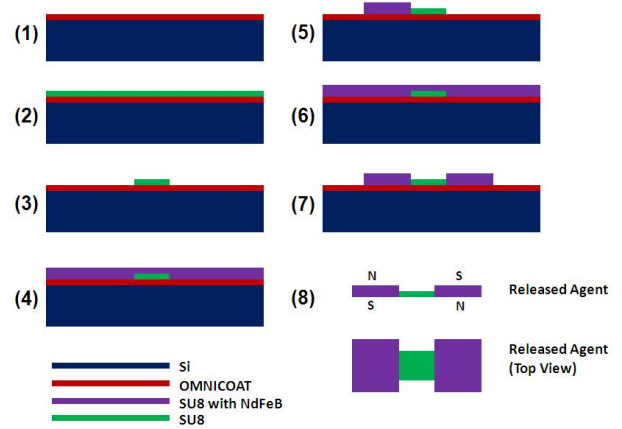 (1)
(2)
(3)
(4)
(5)
(6)
(7)
(8)
N S
S N
Released Agent
Released Agent
(Top View)
Si
OMNICOAT
SU8 with NdFeB
SU8